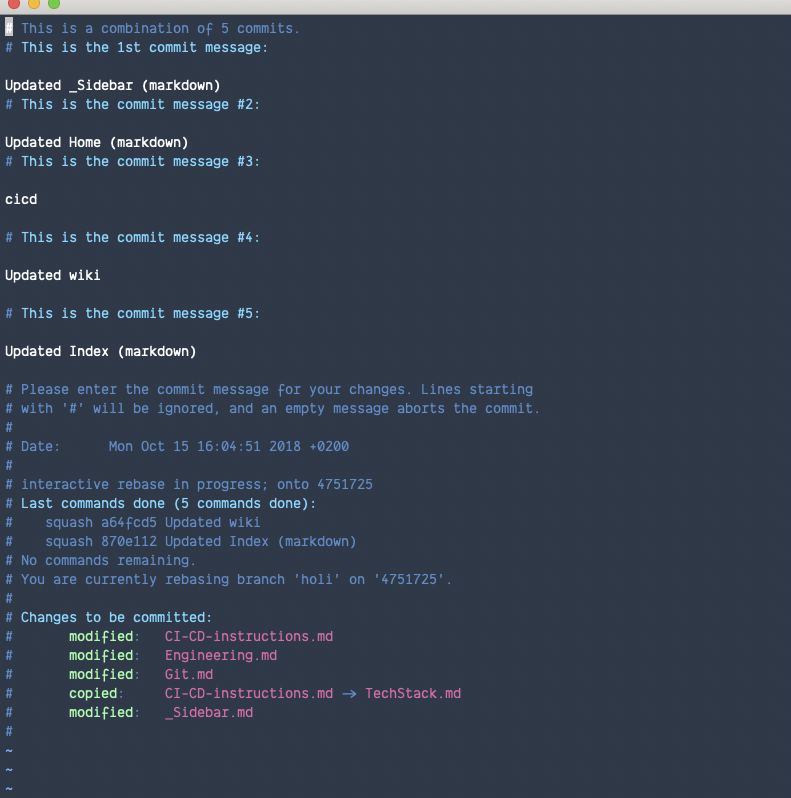 # This is a combination of 5 commits.
# This is the 1st commit message:
Updated _Sidebar (markdown)
# This is the commit message #2:
Updated Home (markdown)
# This is the commit message #3:
cicd
# This is the commit message #4:
Updated wiki
# This is the commit message #5:
Updated Index (markdown)
# Please enter the commit message for your changes. Lines starting
# with '#' will be ignored, and an empty message aborts the commit.
#
# Date:      Mon Oct 15 16:04:51 2018 +0200
#
# interactive rebase in progress; onto 4751725
# Last commands done (5 commands done):
#    squash a64fcd5 Updated wiki
#    squash 870e112 Updated Index (markdown)
# No commands remaining.
# You are currently rebasing branch 'holi' on '4751725'.
#
# Changes to be committed:
#       modified:   CI-CD-instructions.md
#       modified:   Engineering.md
#       modified:   Git.md
#       copied:     CI-CD-instructions.md -> TechStack.md
#       modified:   _Sidebar.md
#
~
~
~